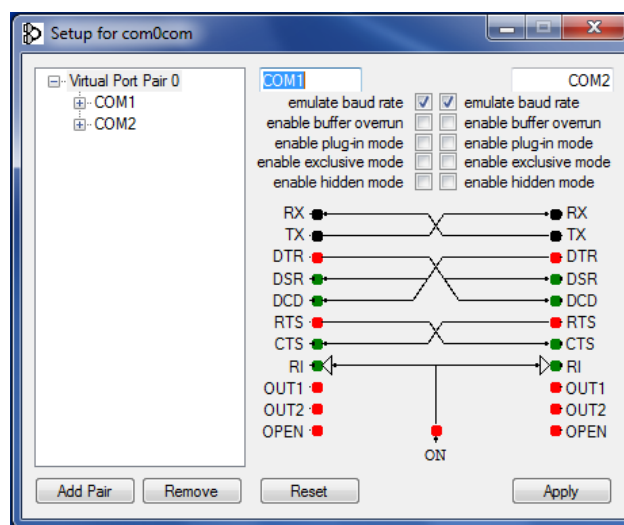 Setup for com0com
Virtual Port Pair 0
COM1
COM2
COM1 COM2
emulate baud rate emulate baud rate
enable buffer overrun enable buffer overrun
enable plug-in mode enable plug-in mode
enable exclusive mode enable exclusive mode
enable hidden mode enable hidden mode
RX RX
TX TX
DTR DTR
DSR DSR
DCD DCD
RTS RTS
CTS CTS
RI RI
OUT1 OUT1
OUT2 OUT2
OPEN OPEN
ON
Add Pair Remove Reset Apply